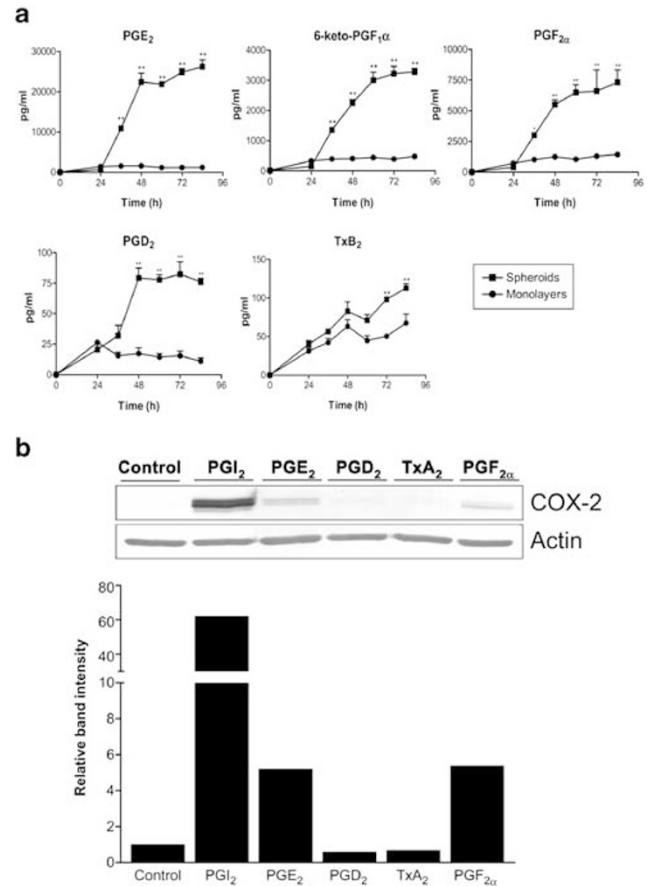 a
PGE2
30000
20000
10000
0
pg/ml
0 24 48 72 96
Time (h)
6-keto-PGF1α
4000
3000
2000
1000
0
pg/ml
0 24 48 72 96
Time (h)
PGF2α
10000
7500
5000
2500
0
pg/ml
0 24 48 72 96
Time (h)
PGD2
100
75
50
25
0
pg/ml
0 24 48 72 96
Time (h)
TxB2
150
100
50
0
pg/ml
0 24 48 72 96
Time (h)
Spheroids
Monolayers
b
Control PGI2 PGE2 PGD2 TxA2 PGF2α
COX-2
Actin
Relative band intensity
80
60
40
10
8
6
4
2
0
Control PGI2 PGE2 PGD2 TxA2 PGF2α